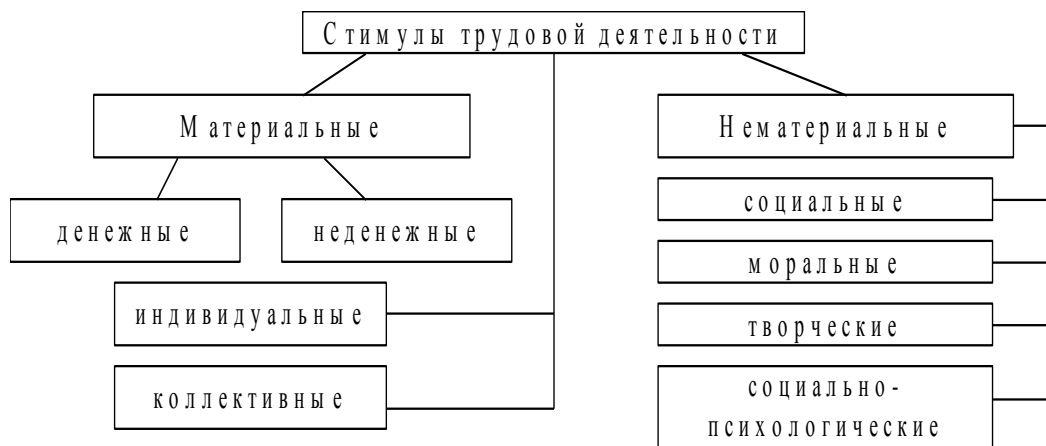 Стимулы трудовой деятельности
Материальные
Нематериальные
денежные
неденежные
индивидуальные
коллективные
социальные
моральные
творческие
социально-
психологические